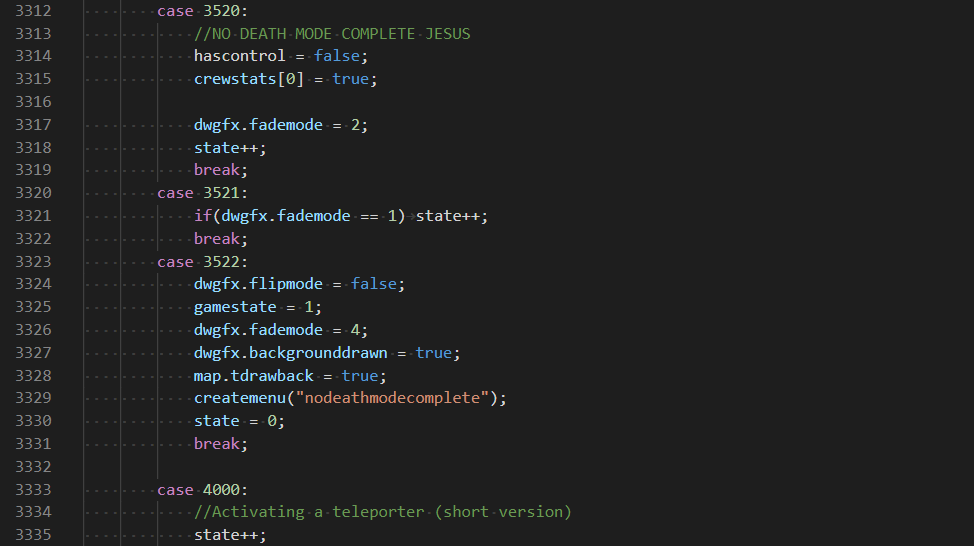 3312 case 3520:
3313 //NO DEATH MODE COMPLETE JESUS
3314 hascontrol = false;
3315 crewstats[0] = true;
3316
3317 dwgfx.fademode = 2;
3318 state++;
3319 break;
3320 case 3521:
3321 if(dwgfx.fademode == 1) state++;
3322 break;
3323 case 3522:
3324 dwgfx.flipmode = false;
3325 gamestate = 1;
3326 dwgfx.fademode = 4;
3327 dwgfx.backgrounddrawn = true;
3328 map.tdrawback = true;
3329 createmenu("nodeathmodecomplete");
3330 state = 0;
3331 break;
3332
3333 case 4000:
3334 //Activating a teleporter (short version)
3335 state++;